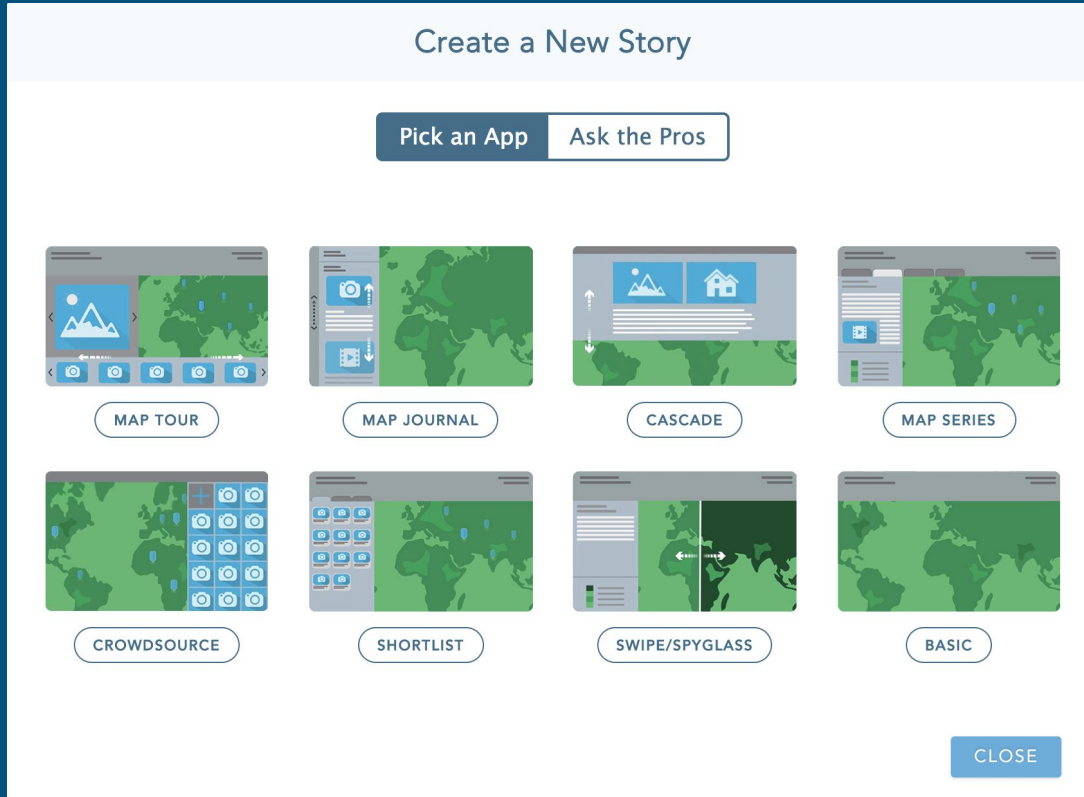 Create a New Story
Pick an App
Ask the Pros
MAP TOUR
MAP JOURNAL
CASCADE
MAP SERIES
CROWDSOURCE
SHORTLIST
SWIPE/SPYGLASS
BASIC
CLOSE